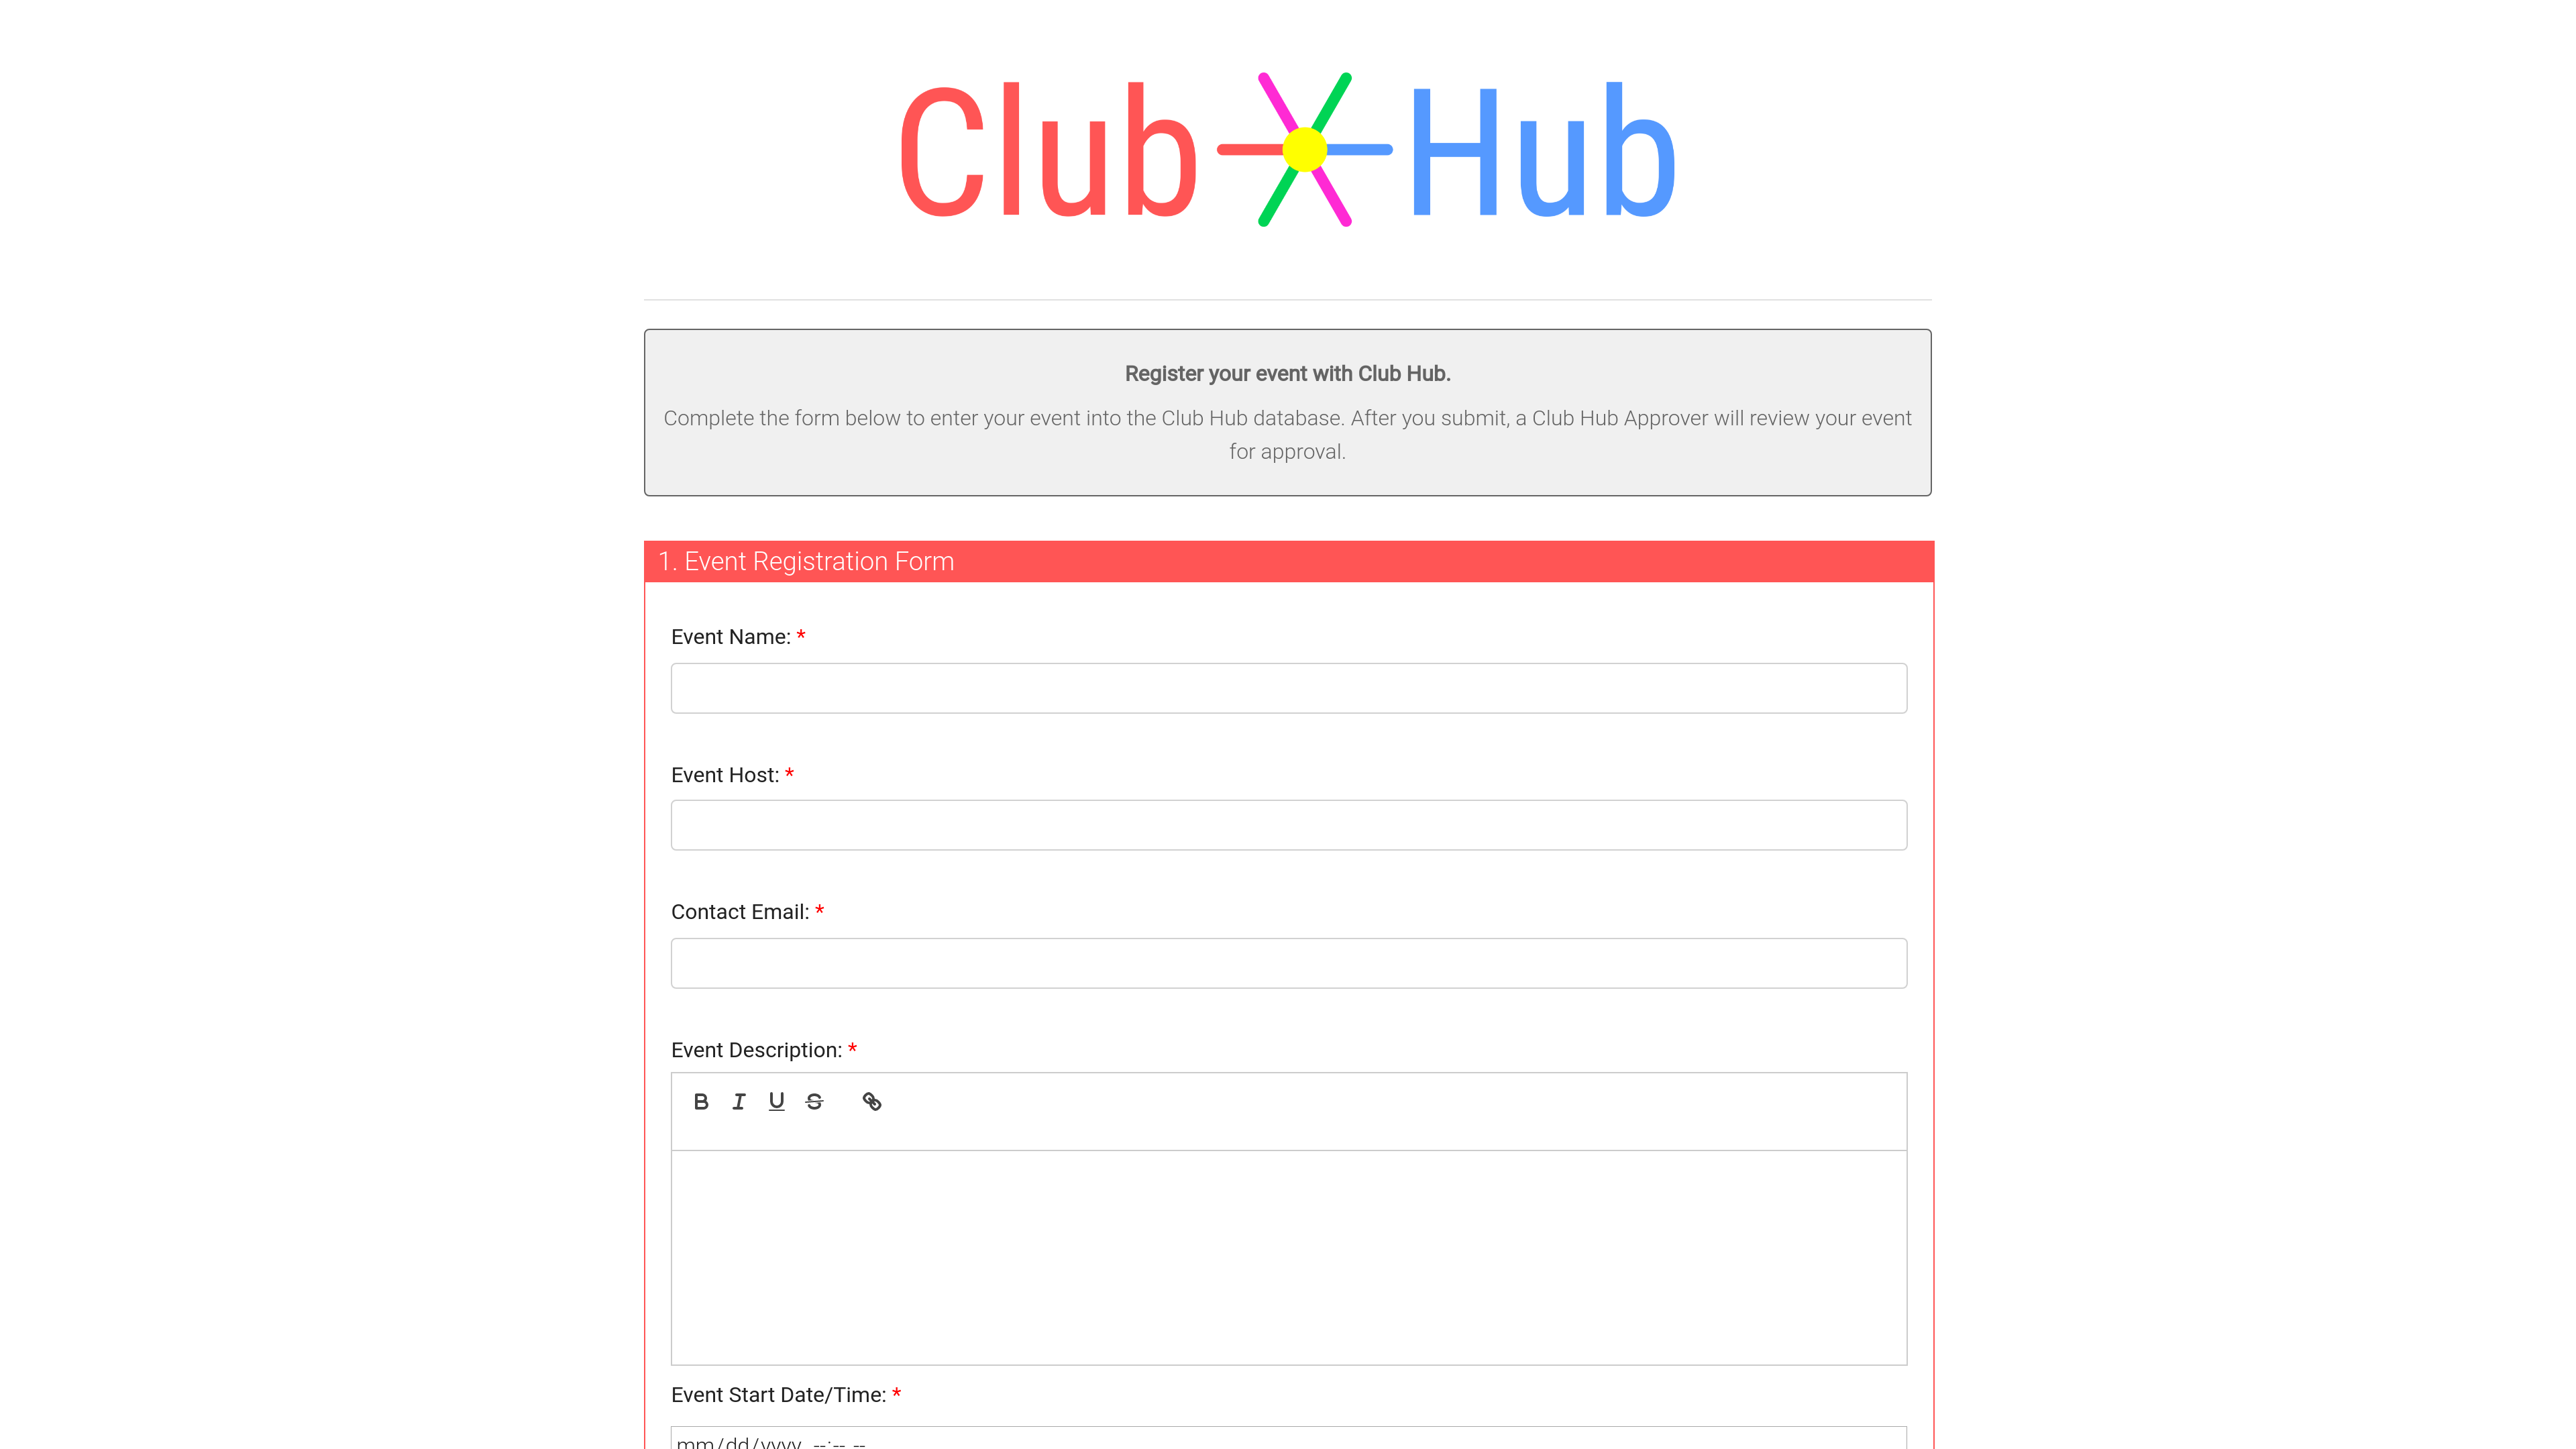 Club Hub
Register your event with Club Hub.
Complete the form below to enter your event into the Club Hub database. After you submit, a Club Hub Approver will review your event
for approval.
1. Event Registration Form
Event Name: *
Event Host: *
Contact Email: *
Event Description: *
B I U S
Event Start Date/Time: *
mm/dd/yyyy --:-- --